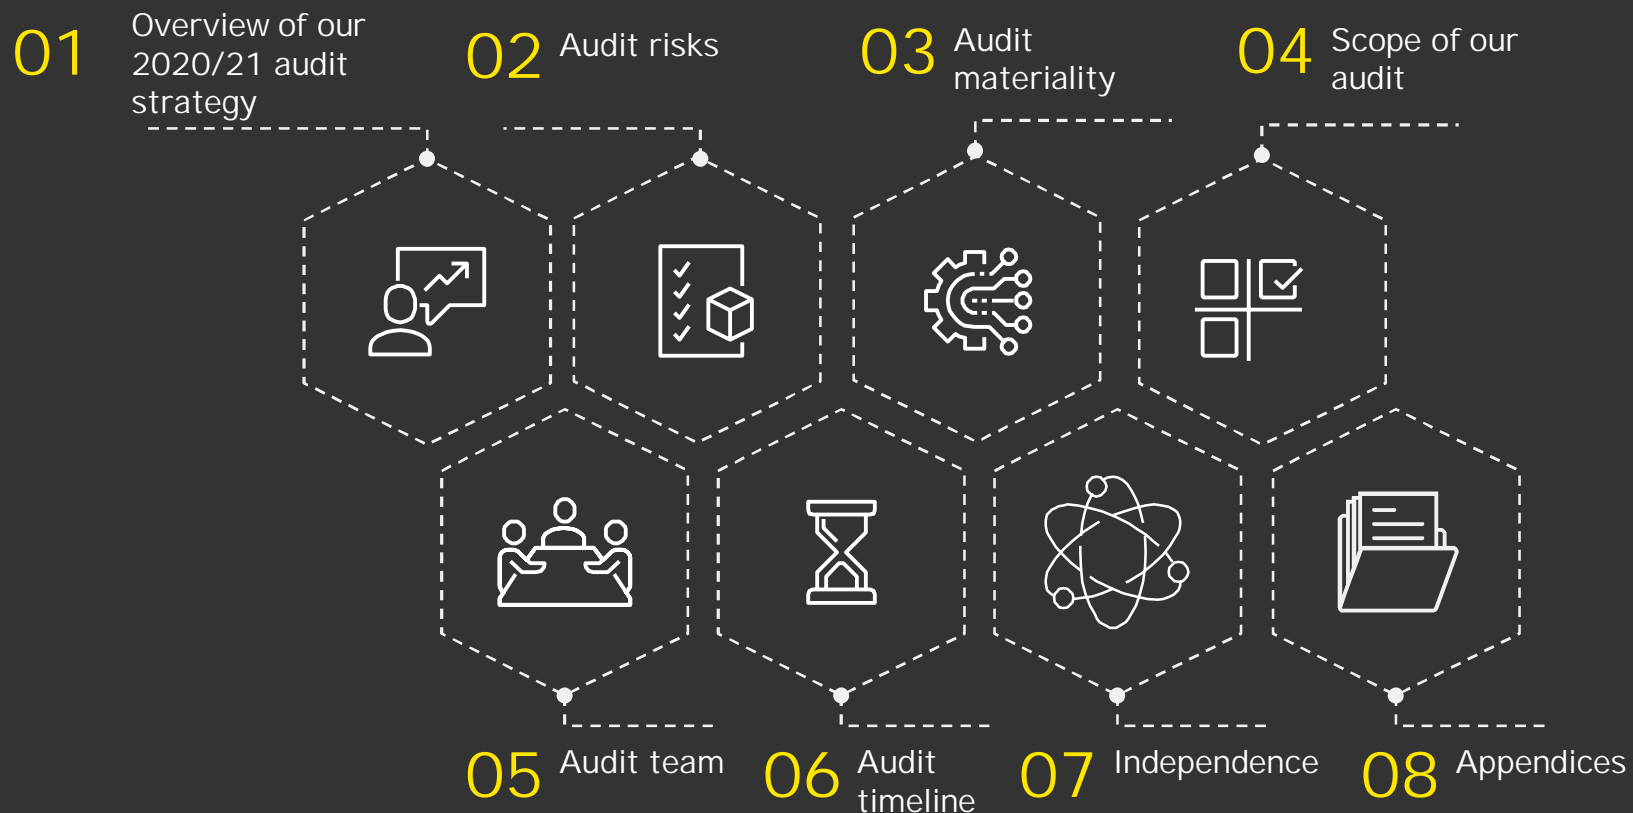 01
Overview of our
2020/21 audit
strategy
02
Audit risks
03
Audit
materiality
04
Scope of our
audit
05
Audit team
06
Audit
timeline
07
Independence
08
Appendices